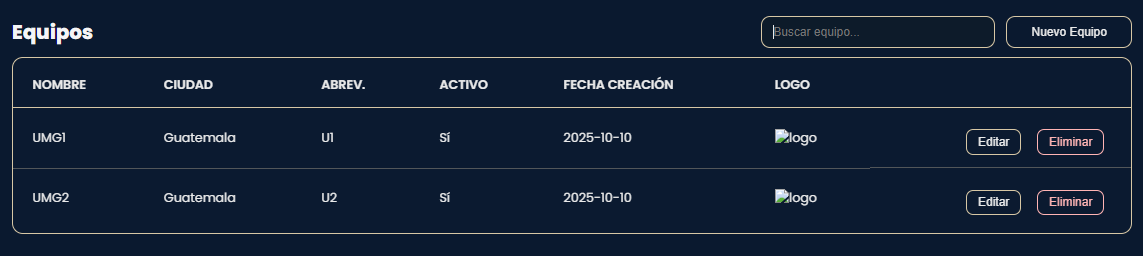 Equipos
Buscar equipo...
Nuevo Equipo
NOMBRE CIUDAD ABREV. ACTIVO FECHA CREACIÓN LOGO
UMG1 Guatemala U1 Sí 2025-10-10 logo Editar Eliminar
UMG2 Guatemala U2 Sí 2025-10-10 logo Editar Eliminar